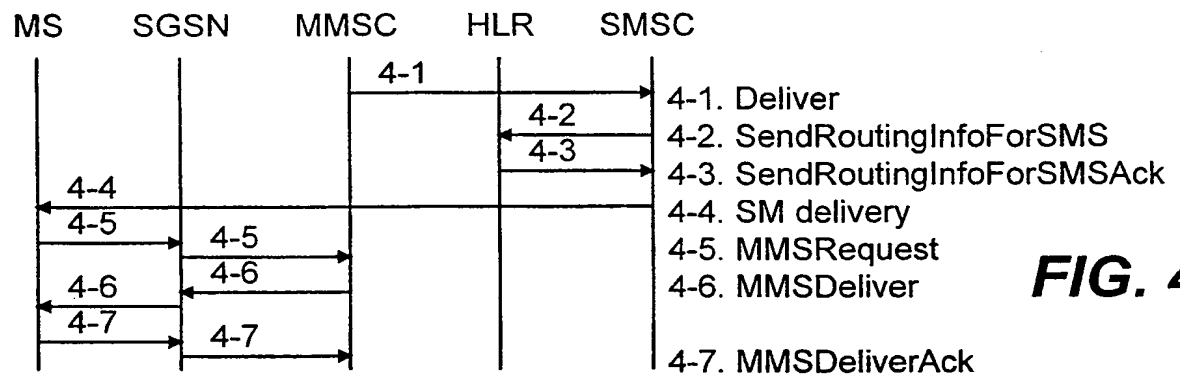 MS SGSN MMSC HLR SMSC
4-1
4-1. Deliver
4-2
4-2. SendRoutingInfoForSMS
4-3
4-3. SendRoutingInfoForSMSAck
4-4
4-4. SM delivery
4-5
4-5
4-5. MMSRequest
4-6
4-6
4-6. MMSDeliver
FIG. 4
4-7
4-7
4-7. MMSDeliverAck